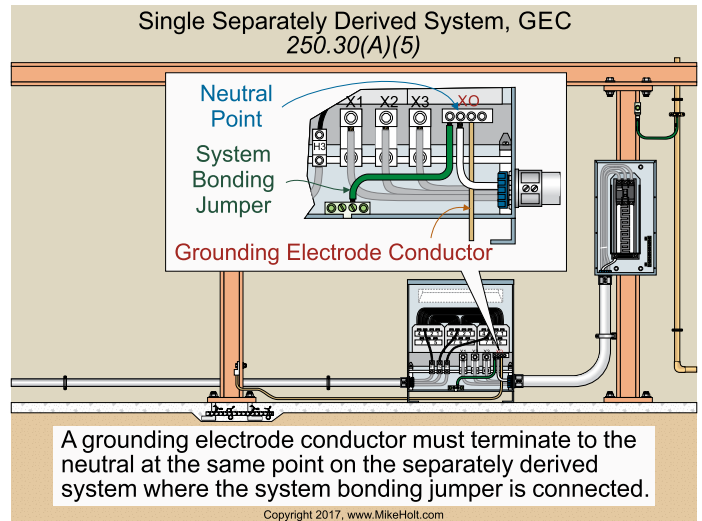 Single Separately Derived System, GEC
250.30(A)(5)
Neutral
Point
X1 X2 X3 XO
H3
System
Bonding
Jumper
Grounding Electrode Conductor
A grounding electrode conductor must terminate to the
neutral at the same point on the separately derived
system where the system bonding jumper is connected.
Copyright 2017, www.MikeHolt.com